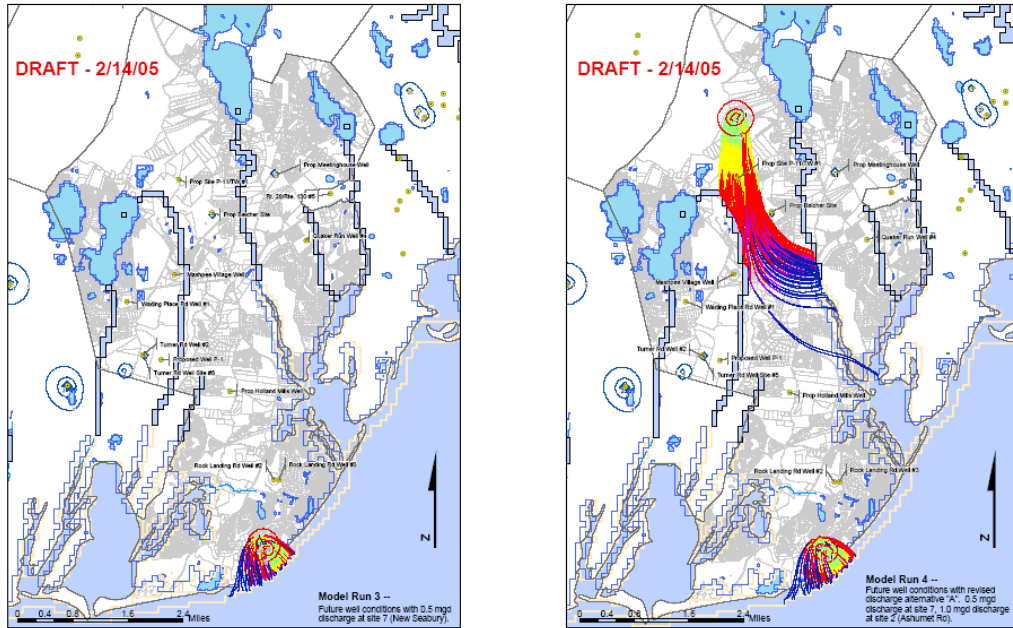 DRAFT - 2/14/05
Prop Meetinghouse Well
Prop Site P-11/TW #1
Rt. 28/Rte. 130 #5
Prop Belcher Site
Quaker Run Well #4
Mashpee Village Well
Wading Place Rd Well #1
Turner Rd Well #2
Proposed Well P-1
Turner Rd Well Site #5
Prop Holland Mills Well
Rock Landing Rd Well #2
Rock Landing Rd Well #3
N
Model Run 3 --
Future well conditions with 0.5 mgd
discharge at site 7 (New Seabury).
0 0.4 0.8 1.6 2.4
Miles
DRAFT - 2/14/05
Prop Site P-11/TW #1
Prop Meetinghouse Well
Prop Belcher Site
Quaker Run Well #4
Mashpee Village Well
Wading Place Rd Well #1
Turner Rd Well #2
Proposed Well P-1
Turner Rd Well Site #5
Prop Holland Mills Well
Rock Landing Rd Well #2
Rock Landing Rd Well #3
N
Model Run 4 --
Future well conditions with revised
discharge alternative "A". 0.5 mgd
discharge at site 7, 1.0 mgd discharge
at site 2 (Ashumet Rd).
0 0.4 0.8 1.6 2.4
Miles